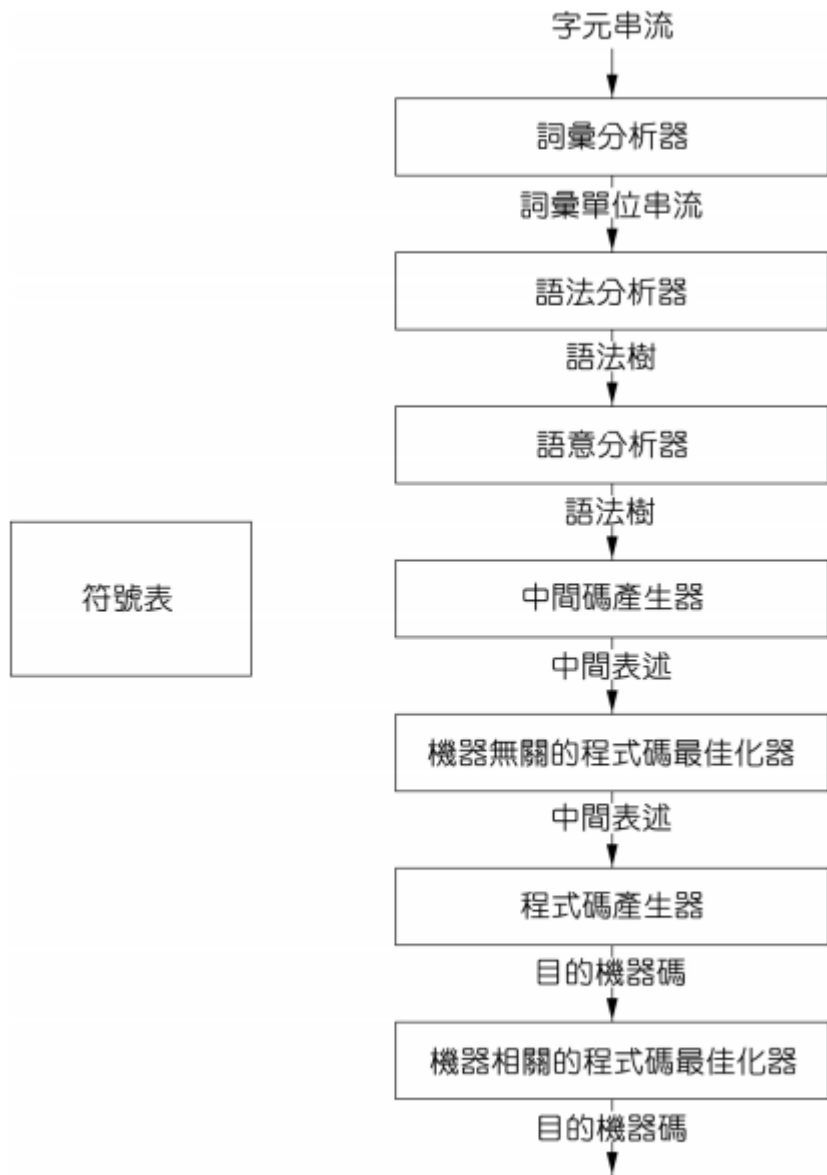 字元串流
詞彙分析器
詞彙單位串流
語法分析器
語法樹
語意分析器
語法樹
符號表
中間碼產生器
中間表述
機器無關的程式碼最佳化器
中間表述
程式碼產生器
目的機器碼
機器相關的程式碼最佳化器
目的機器碼